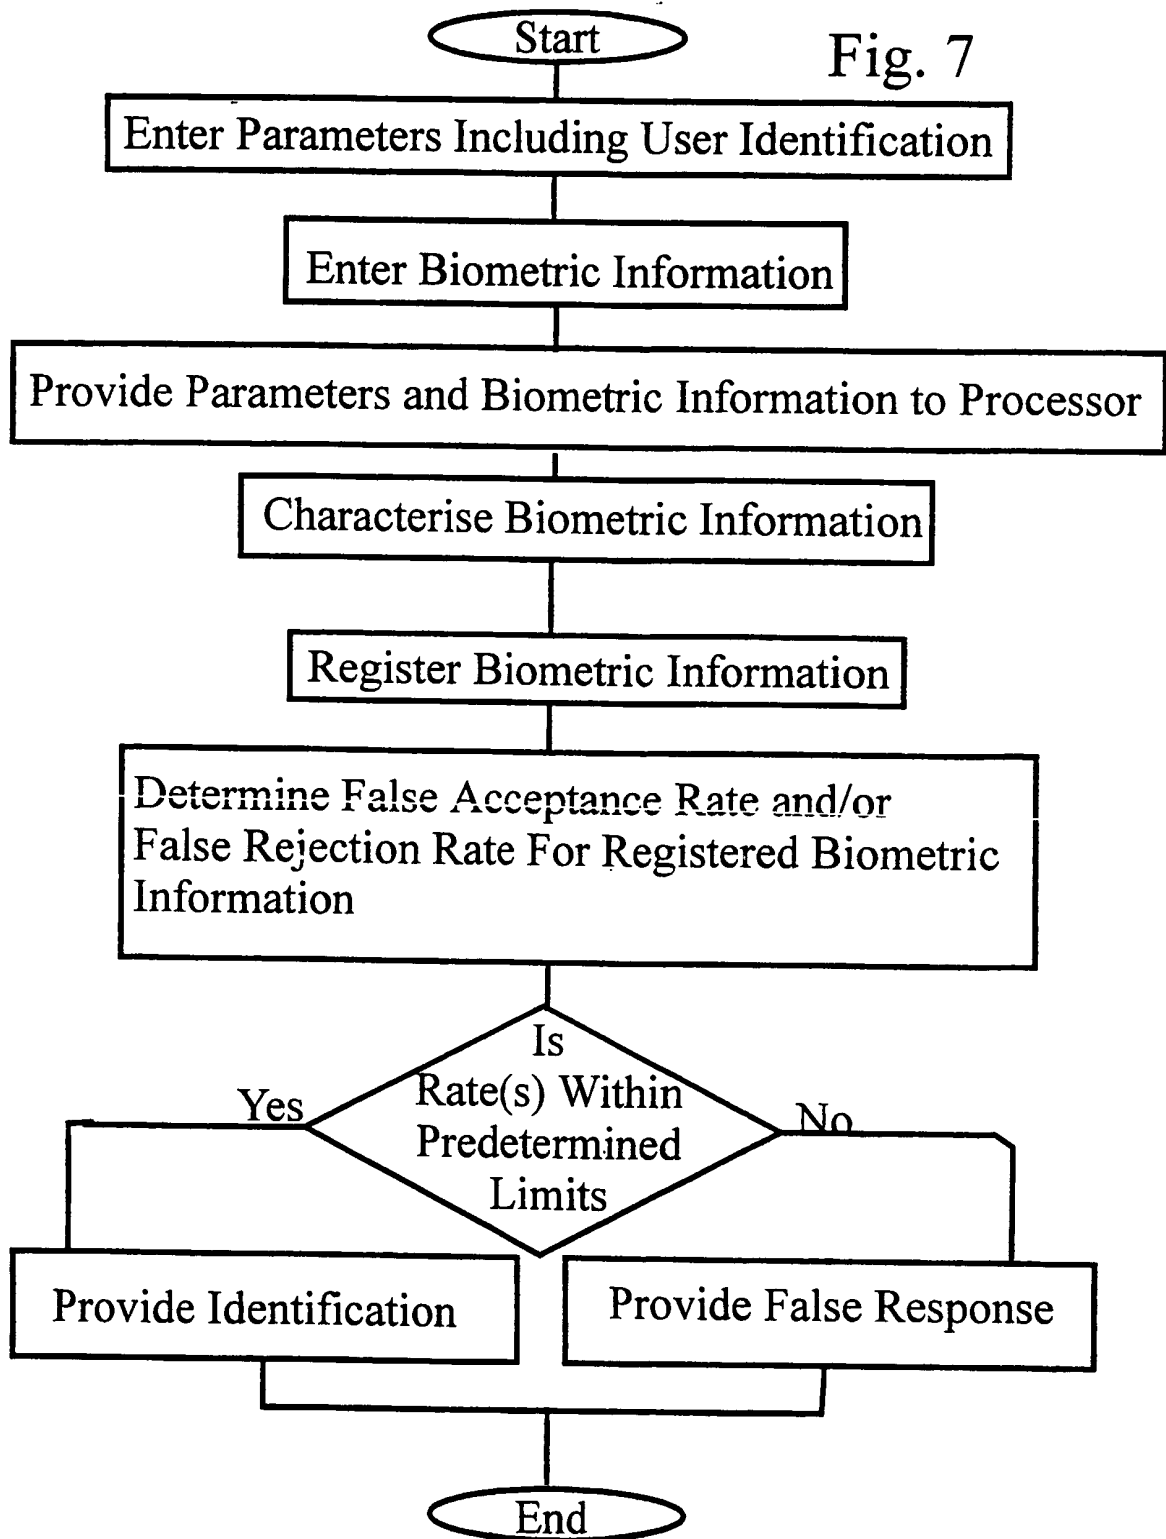 Start
Fig. 7
Enter Parameters Including User Identification
Enter Biometric Information
Provide Parameters and Biometric Information to Processor
Characterise Biometric Information
Register Biometric Information
Determine False Acceptance Rate and/or
False Rejection Rate For Registered Biometric
Information
Is
Rate(s) Within
Predetermined
Limits
Yes
No
Provide Identification
Provide False Response
End